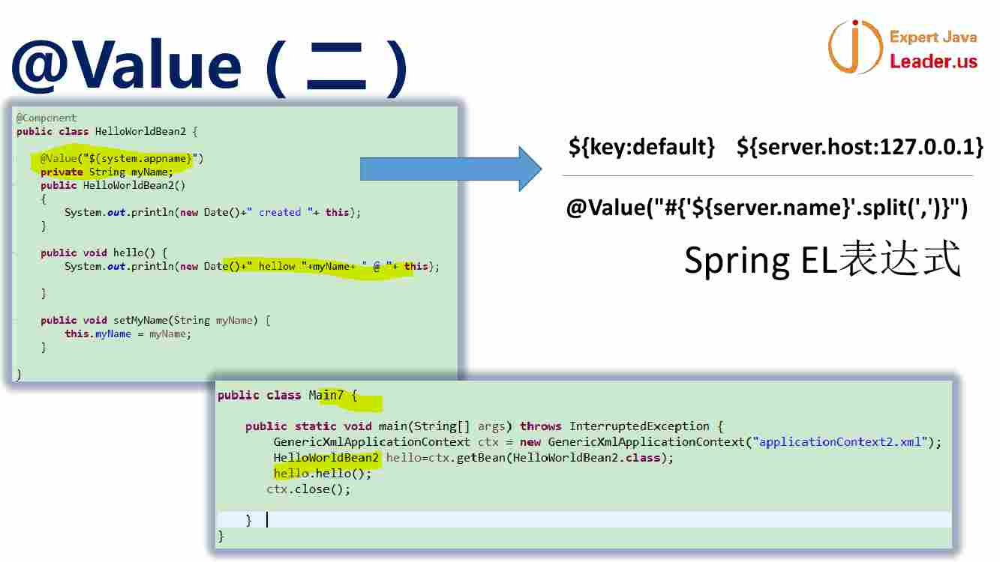 @Value（二）
Expert Java
Leader.us
@Component
public class HelloWorldBean2 {
@Value("${system.appname}")
private String myName;
public HelloWorldBean2()
{
System.out.println(new Date()+" created "+ this);
}
public void hello() {
System.out.println(new Date()+" hellow "+myName+ " @ "+ this);
}
public void setMyName(String myName) {
this.myName = myName;
}
}
${key:default} ${server.host:127.0.0.1}
@Value("#{'${server.name}'.split(',')}")
Spring EL表达式
public class Main7 {
public static void main(String[] args) throws InterruptedException {
GenericXmlApplicationContext ctx = new GenericXmlApplicationContext("applicationContext2.xml");
HelloWorldBean2 hello=ctx.getBean(HelloWorldBean2.class);
hello.hello();
ctx.close();
}
}